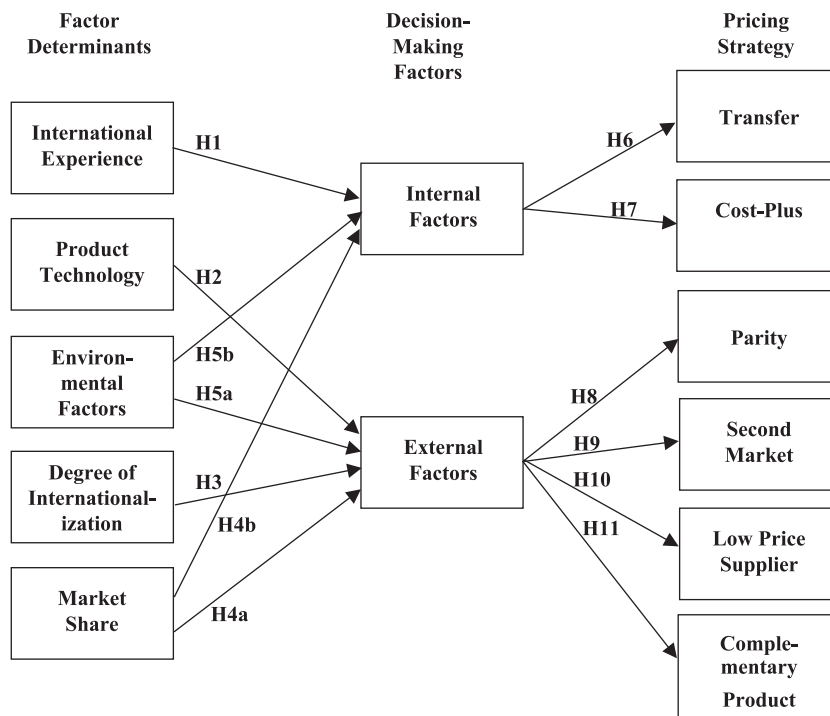 Factor
Determinants
Decision-
Making
Factors
Pricing
Strategy
International
Experience
H1
Product
Technology
H2
Environ-
mental
Factors
H5b
H5a
Degree of
International-
ization
H3
Market
Share
H4b
H4a
Internal
Factors
H6
H7
External
Factors
H8
H9
H10
H11
Transfer
Cost-Plus
Parity
Second
Market
Low Price
Supplier
Comple-
mentary
Product